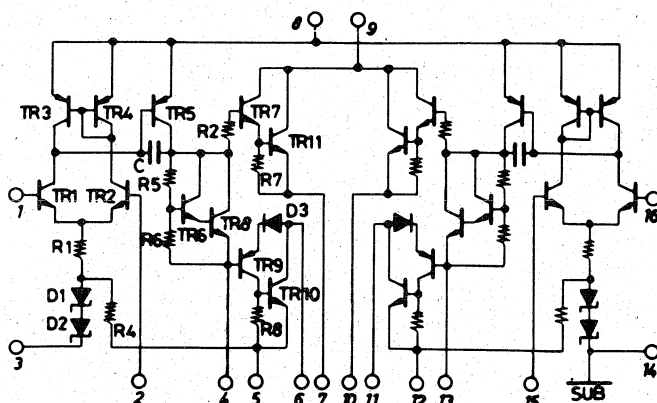 8 9
TR3 TR4 TR5 R2 TR7 TR11
C
R5 R7
1 TR1 TR2 TR6 TR8 D3 16
R1 R6
TR9
D1 TR10
D2 R4 R8
3 14
2 4 5 6 7 10 11 12 13 15 SUB